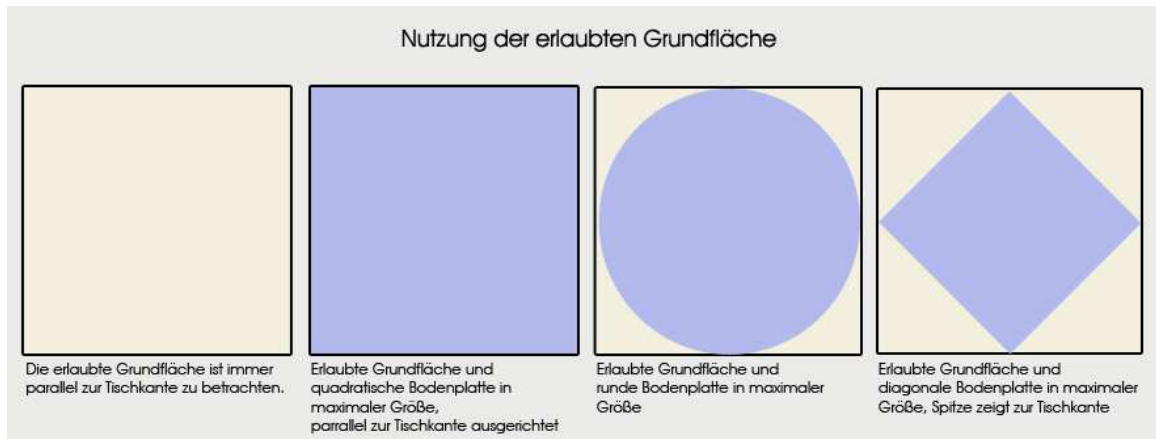 Nutzung der erlaubten Grundfläche
Die erlaubte Grundfläche ist immer
parallel zur Tischkante zu betrachten.
Erlaubte Grundfläche und
quadratische Bodenplatte in
maximaler Größe,
parrallel zur Tischkante ausgerichtet
Erlaubte Grundfläche und
runde Bodenplatte in maximaler
Größe
Erlaubte Grundfläche und
diagonale Bodenplatte in maximaler
Größe, Spitze zeigt zur Tischkante